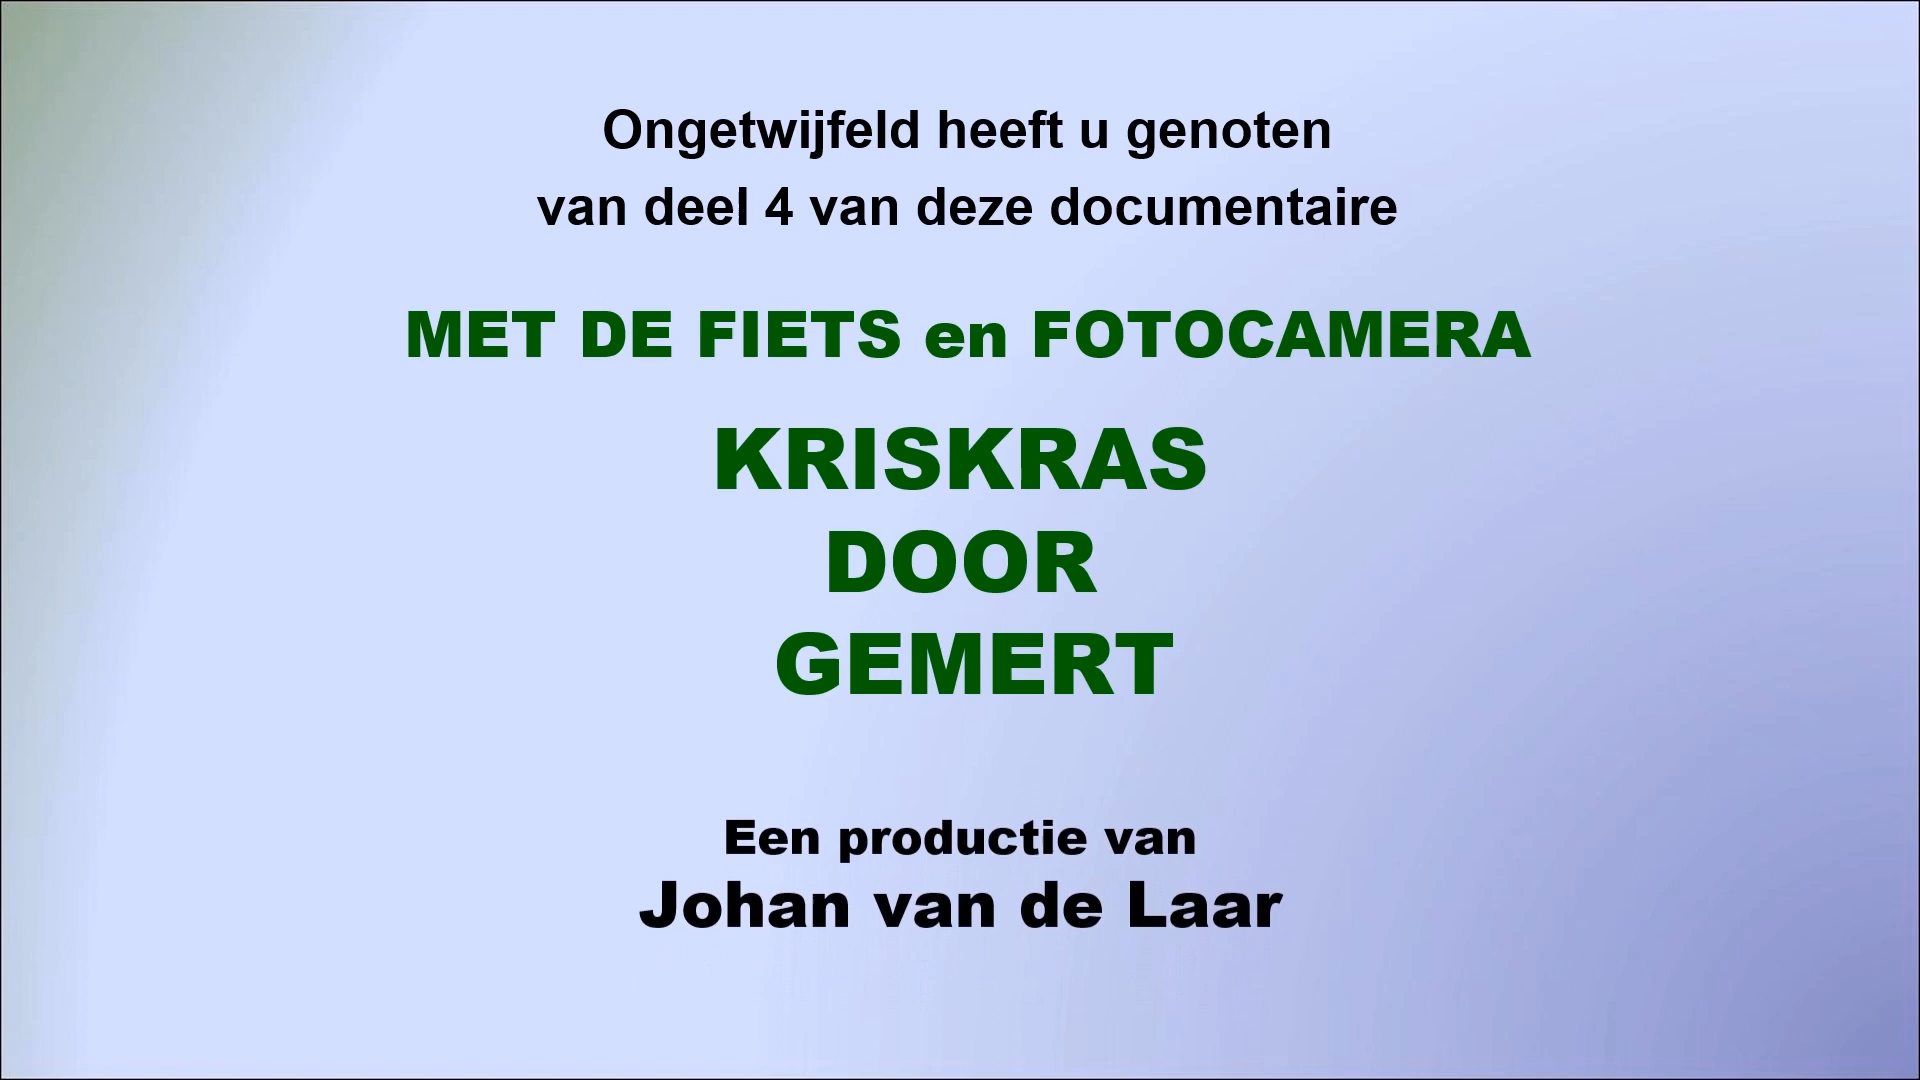 Ongetwijfeld heeft u genoten
van deel 4 van deze documentaire
MET DE FIETS en FOTOCAMERA
KRISKRAS
DOOR
GEMERT
Een productie van
Johan van de Laar